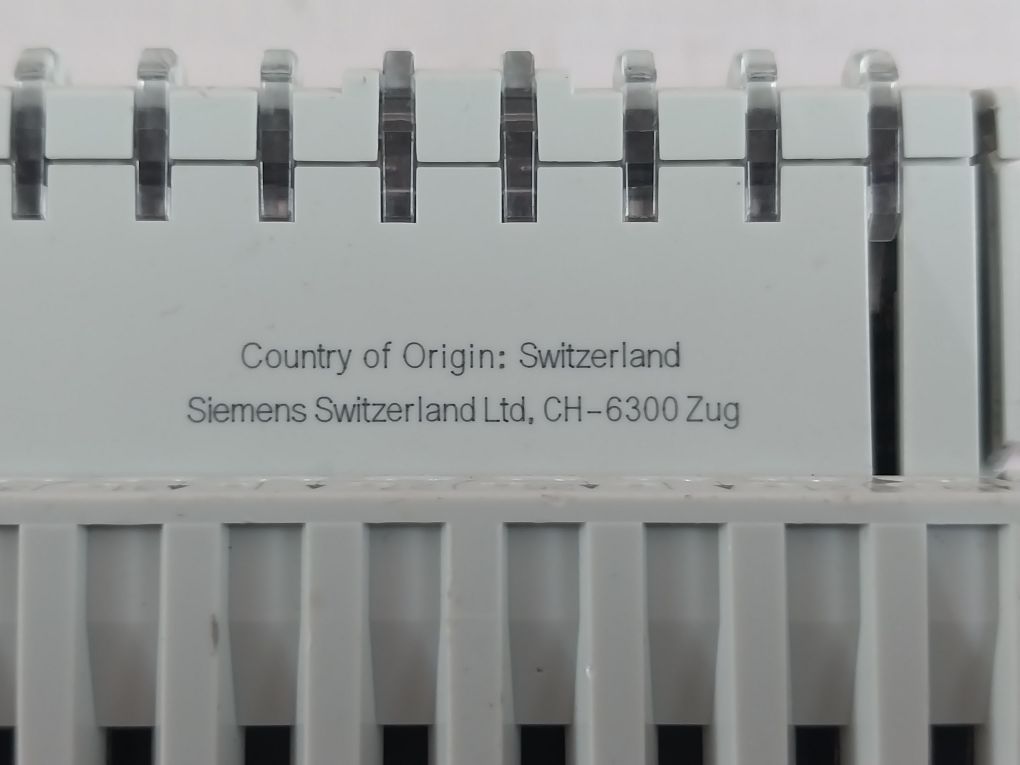 Country of Origin: Switzerland
Siemens Switzerland Ltd, CH-6300 Zug